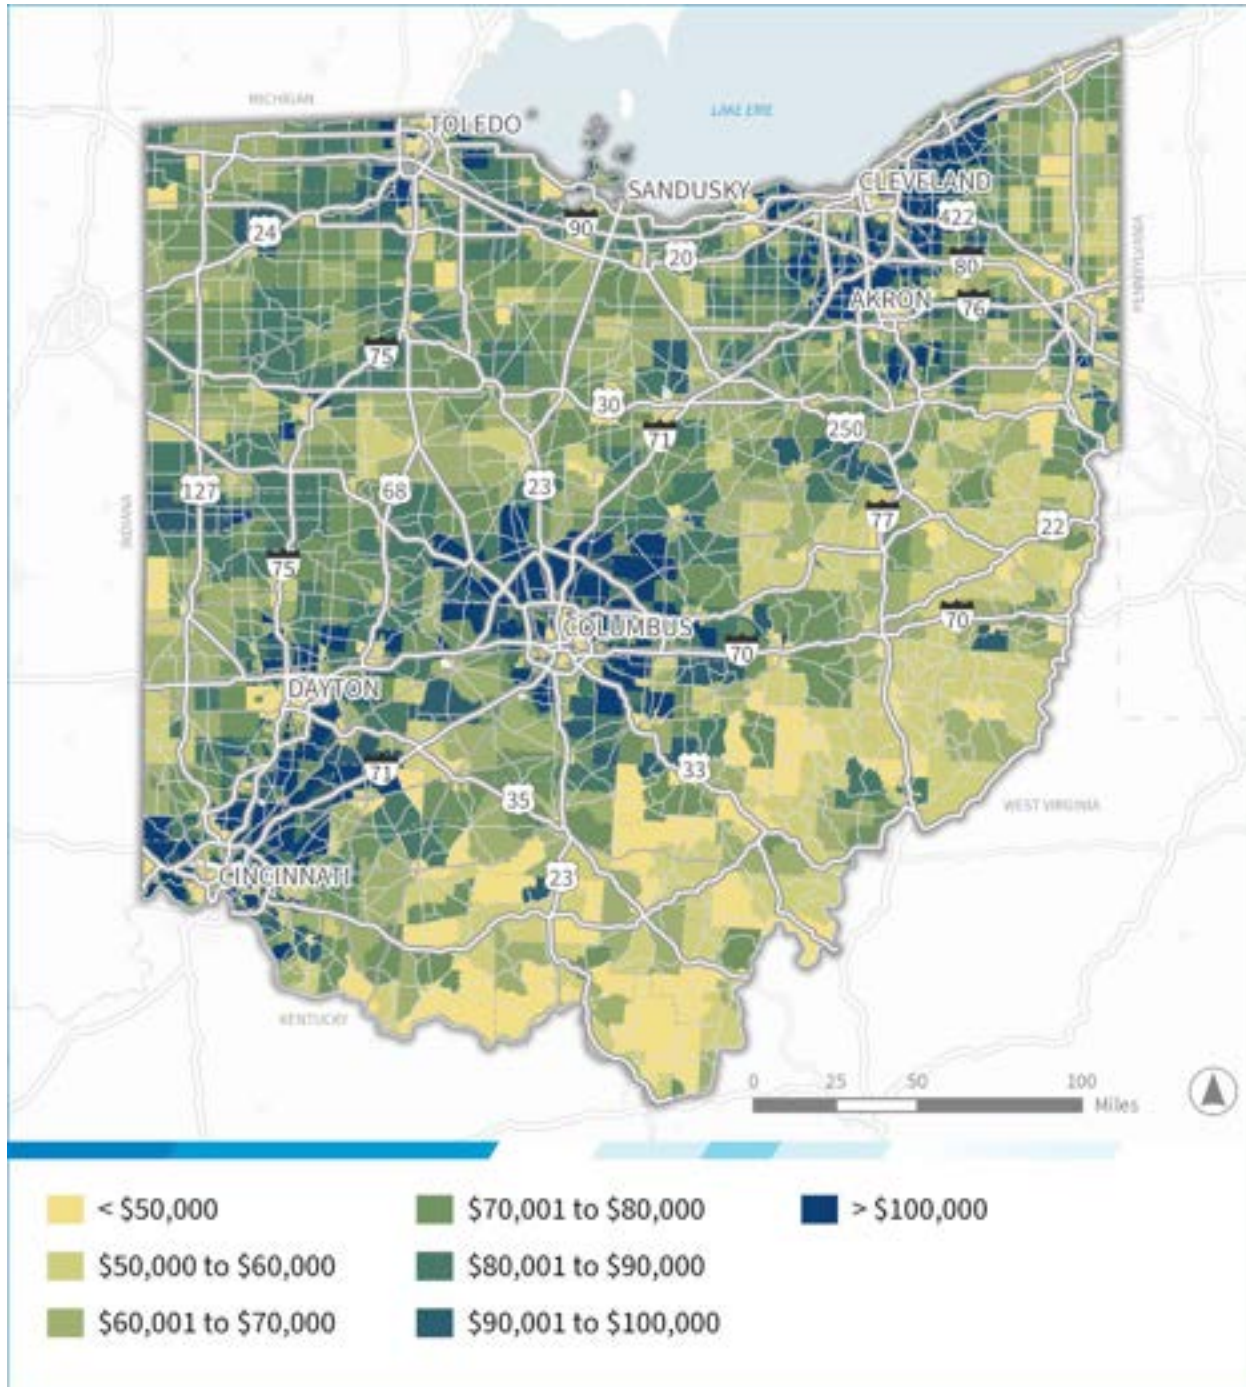 MICHIGAN
LAKE ERIE
TOLEDO
SANDUSKY
CLEVELAND
422
24
90
20
80
PENNSYLVANIA
AKRON
76
75
30
71
250
127
68
23
INDIANA
77
22
75
COLUMBUS
70
70
DAYTON
71
33
35
WEST VIRGINIA
CINCINNATI
23
KENTUCKY
0 25 50 100
Miles
< $50,000
$50,000 to $60,000
$60,001 to $70,000
$70,001 to $80,000
$80,001 to $90,000
$90,001 to $100,000
> $100,000